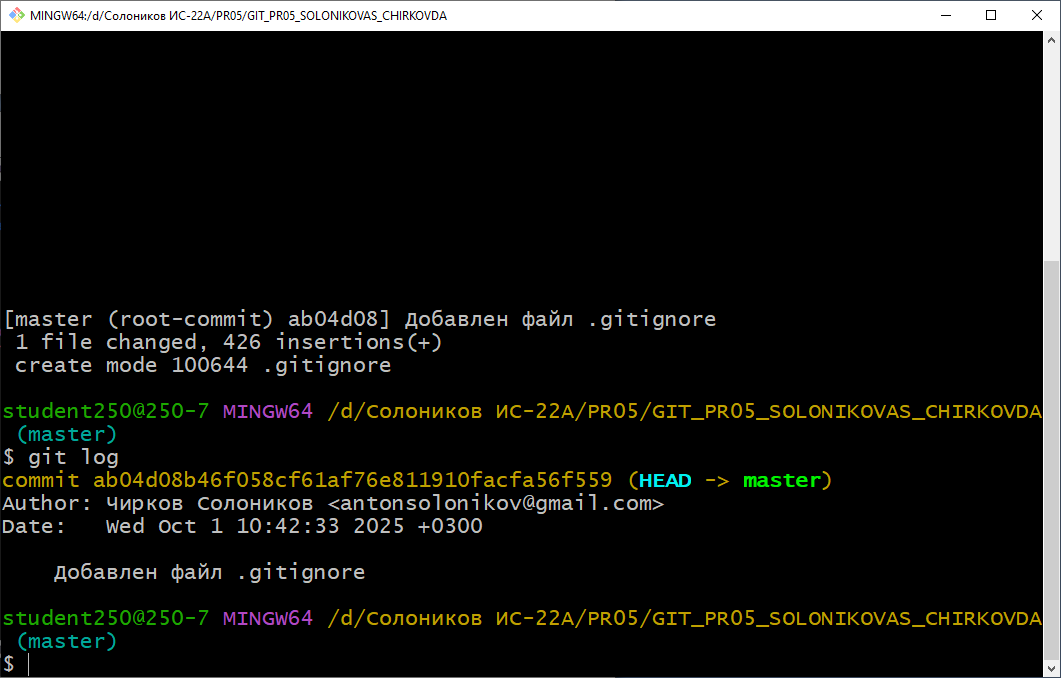 MINGW64:/d/Солоников ИС-22А/PR05/GIT_PR05_SOLONIKOVAS_CHIRKOVDA
[master (root-commit) ab04d08] Добавлен файл .gitignore
1 file changed, 426 insertions(+)
create mode 100644 .gitignore
student250@250-7 MINGW64 /d/Солоников ИС-22А/PR05/GIT_PR05_SOLONIKOVAS_CHIRKOVDA
(master)
$ git log
commit ab04d08b46f058cf61af76e811910facfa56f559 (HEAD -> master)
Author: Чирков Солоников <antonsolonikov@gmail.com>
Date:   Wed Oct 1 10:42:33 2025 +0300
Добавлен файл .gitignore
student250@250-7 MINGW64 /d/Солоников ИС-22А/PR05/GIT_PR05_SOLONIKOVAS_CHIRKOVDA
(master)
$